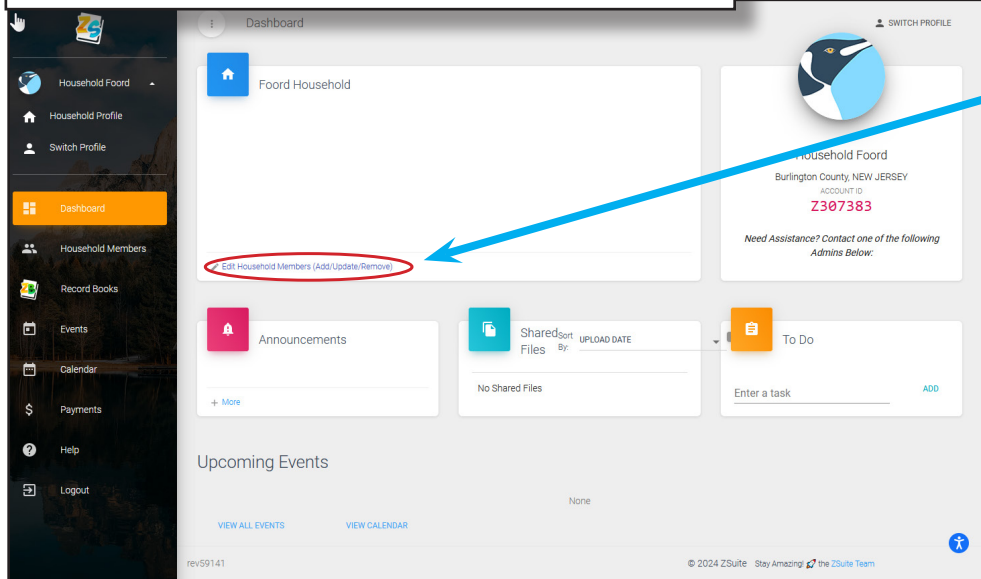 ZS
Dashboard
SWITCH PROFILE
Household Foord
Household Profile
Switch Profile
Dashboard
Household Members
Record Books
Events
Calendar
Payments
Help
Logout
Foord Household
Edit Household Members (Add/Update/Remove)
Household Foord
Burlington County, NEW JERSEY
ACCOUNT ID
Z307383
Need Assistance? Contact one of the following
Admins Below:
Announcements
+ More
Shared Files
Sort By: UPLOAD DATE
No Shared Files
To Do
Enter a task
ADD
Upcoming Events
None
VIEW ALL EVENTS
VIEW CALENDAR
rev59141
© 2024 ZSuite Stay Amazing! the ZSuite Team